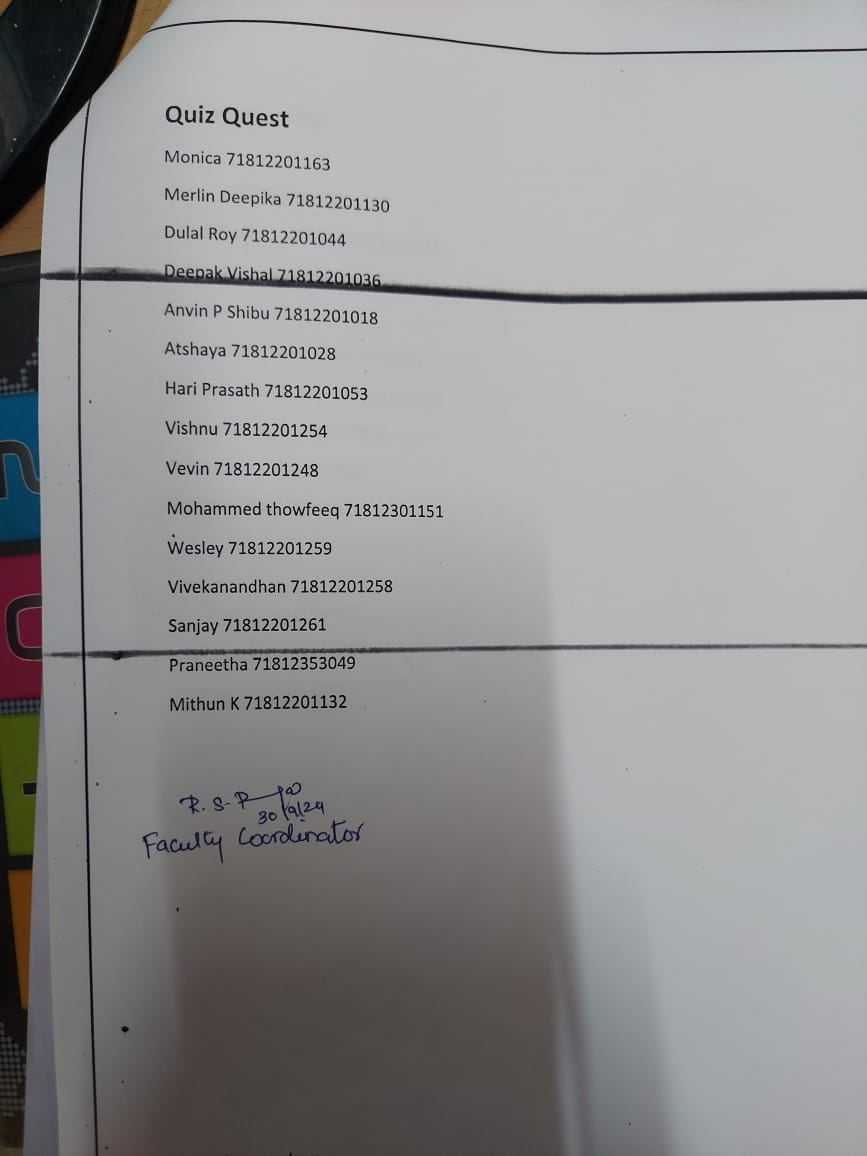 Quiz Quest
Monica 71812201163
Merlin Deepika 71812201130
Dulal Roy 71812201044
Deepak Vishal 71812201036
Anvin P Shibu 71812201018
Atshaya 71812201028
Hari Prasath 71812201053
Vishnu 71812201254
Vevin 71812201248
Mohammed thowfeeq 71812301151
Wesley 71812201259
Vivekanandhan 71812201258
Sanjay 71812201261
Praneetha 71812353049
Mithun K 71812201132
R. S-R
30/9/24
Faculty Coordinator